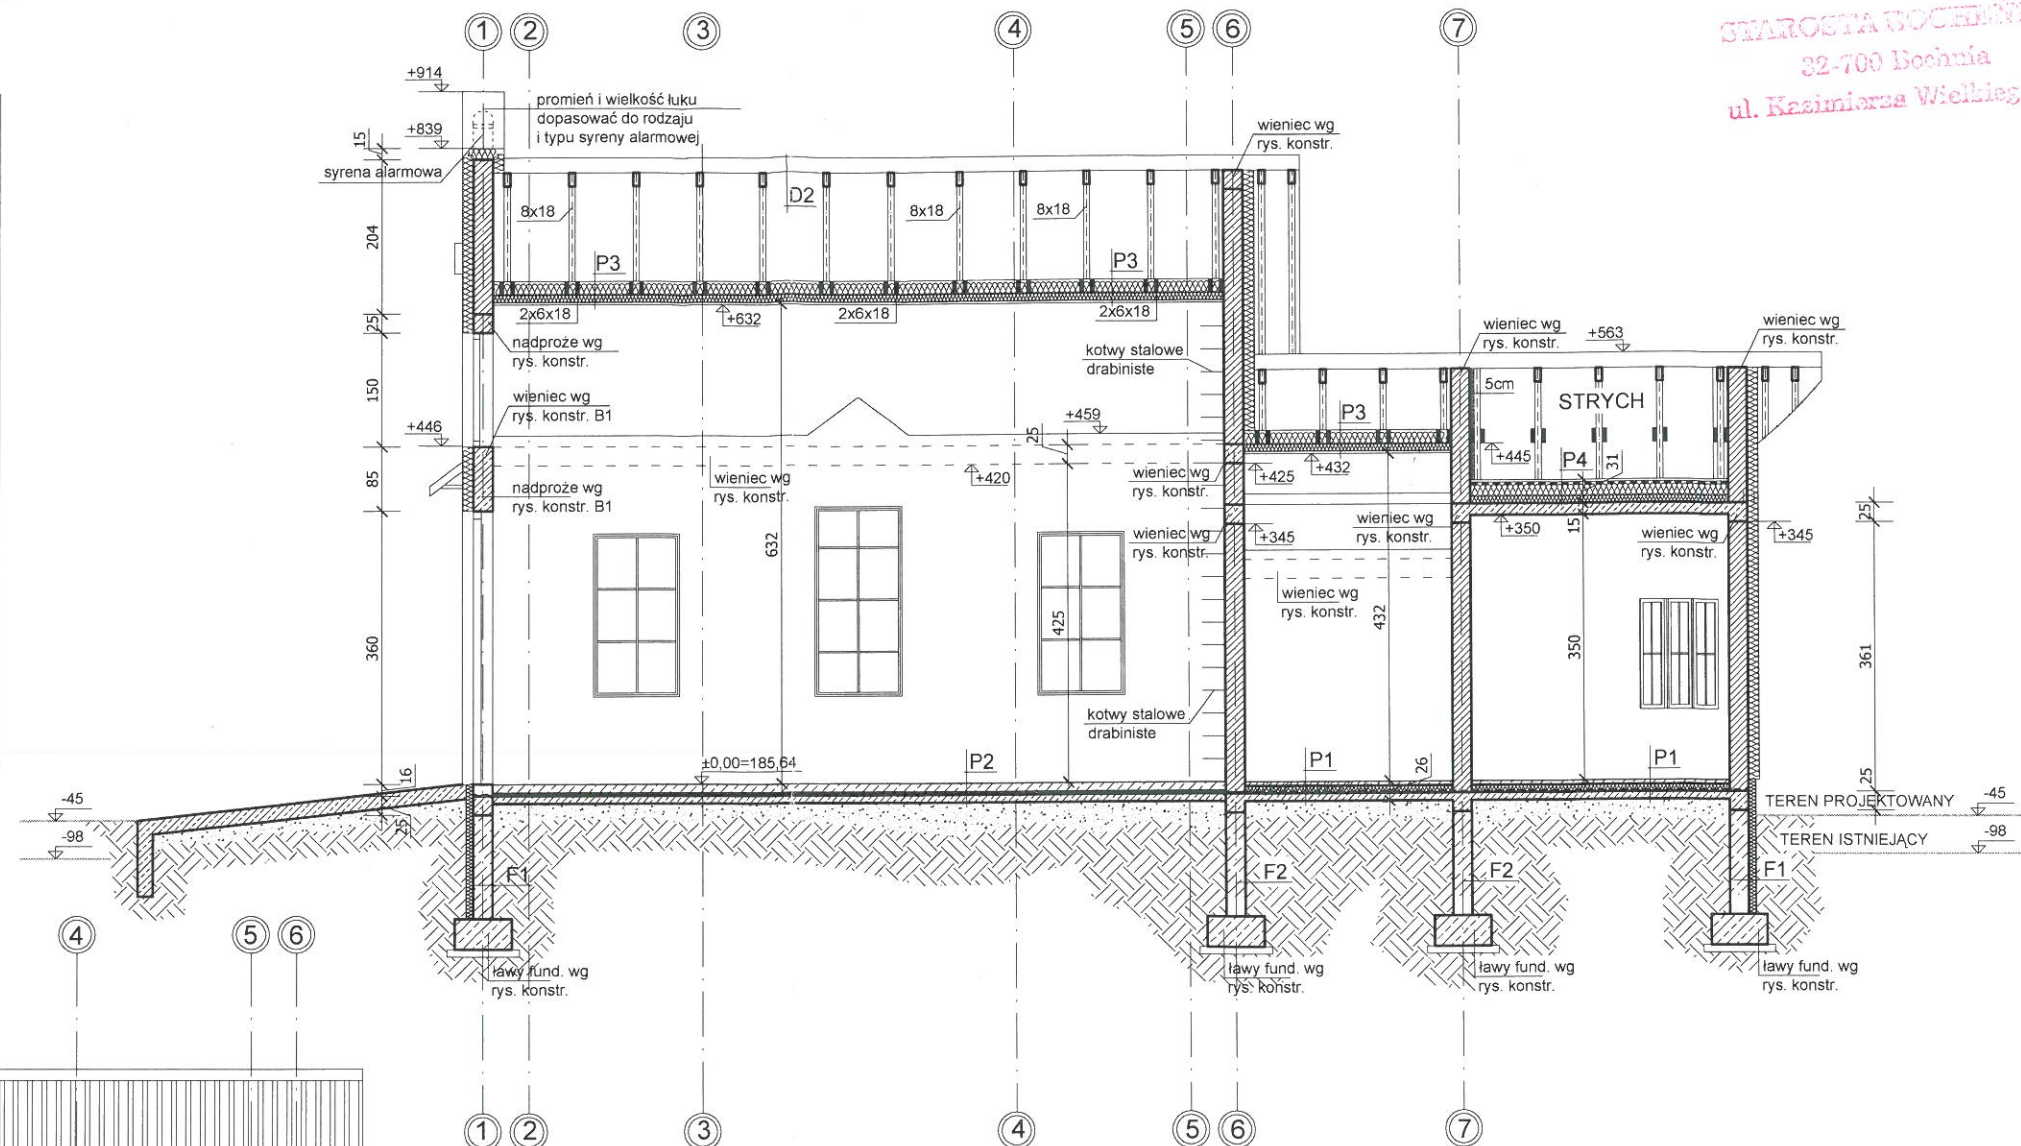 1 2 3 4 5 6 7
STAROSTA
32-700 Bochnia
ul. Kazimierza
+914
promień i wielkość łuku
dopasować do rodzaju
i typu syreny alarmowej
+839
15
syrena alarmowa
wieniec wg
rys. konstr.
D2
8x18
8x18
8x18
204
P3
P3
2x6x18
2x6x18
2x6x18
+632
25
nadproże wg
rys. konstr.
150
wieniec wg
rys. konstr. B1
+446
85
nadproże wg
rys. konstr. B1
360
kotwy stalowe
drabiniste
+459
25
wieniec wg
rys. konstr.
+420
632
425
wieniec wg
rys. konstr.
+425
wieniec wg
rys. konstr.
+345
wieniec wg
rys. konstr.
+563
wieniec wg
rys. konstr.
5cm
STRYCH
P3
+432
+445
P4
31
15
+350
wieniec wg
rys. konstr.
wieniec wg
rys. konstr.
+345
25
wieniec wg
rys. konstr.
432
350
361
kotwy stalowe
drabiniste
±0,00=185,64
P2
P1
26
P1
25
16
25
-45
-98
TEREN PROJEKTOWANY
-45
TEREN ISTNIEJĄCY
-98
F1
F2
F2
F1
ławy fund. wg
rys. konstr.
ławy fund. wg
rys. konstr.
ławy fund. wg
rys. konstr.
ławy fund. wg
rys. konstr.
4 5 6
1 2 3 4 5 6 7